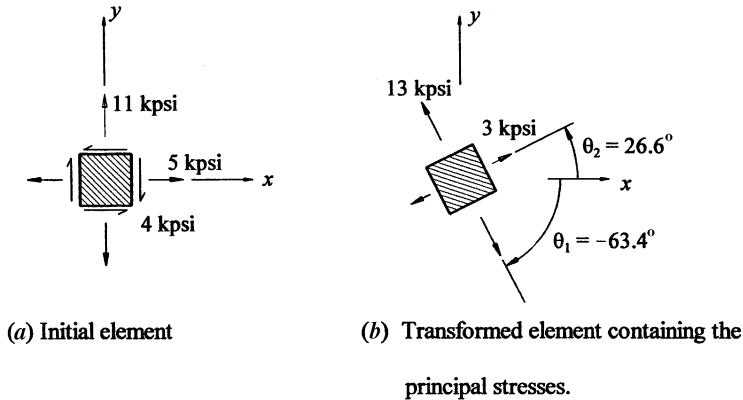 y
11 kpsi
5 kpsi
x
4 kpsi
(a) Initial element
y
13 kpsi
3 kpsi
θ₂ = 26.6°
x
θ₁ = −63.4°
(b) Transformed element containing the
principal stresses.